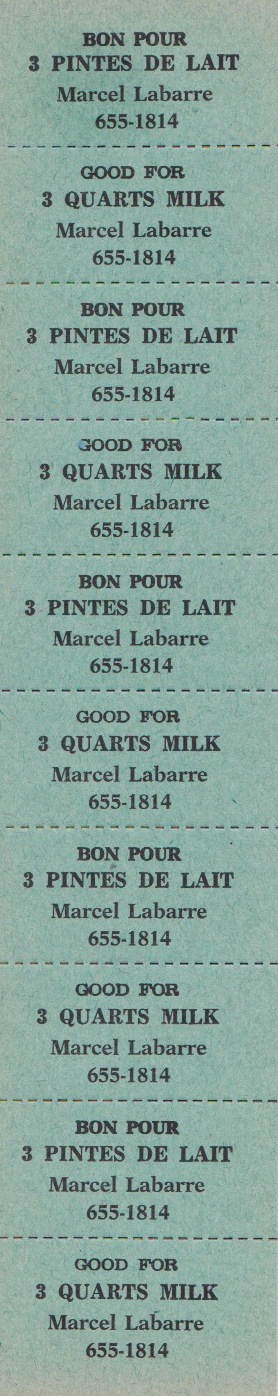 BON POUR
3 PINTES DE LAIT
Marcel Labarre
655-1814
GOOD FOR
3 QUARTS MILK
Marcel Labarre
655-1814
BON POUR
3 PINTES DE LAIT
Marcel Labarre
655-1814
GOOD FOR
3 QUARTS MILK
Marcel Labarre
655-1814
BON POUR
3 PINTES DE LAIT
Marcel Labarre
655-1814
GOOD FOR
3 QUARTS MILK
Marcel Labarre
655-1814
BON POUR
3 PINTES DE LAIT
Marcel Labarre
655-1814
GOOD FOR
3 QUARTS MILK
Marcel Labarre
655-1814
BON POUR
3 PINTES DE LAIT
Marcel Labarre
655-1814
GOOD FOR
3 QUARTS MILK
Marcel Labarre
655-1814